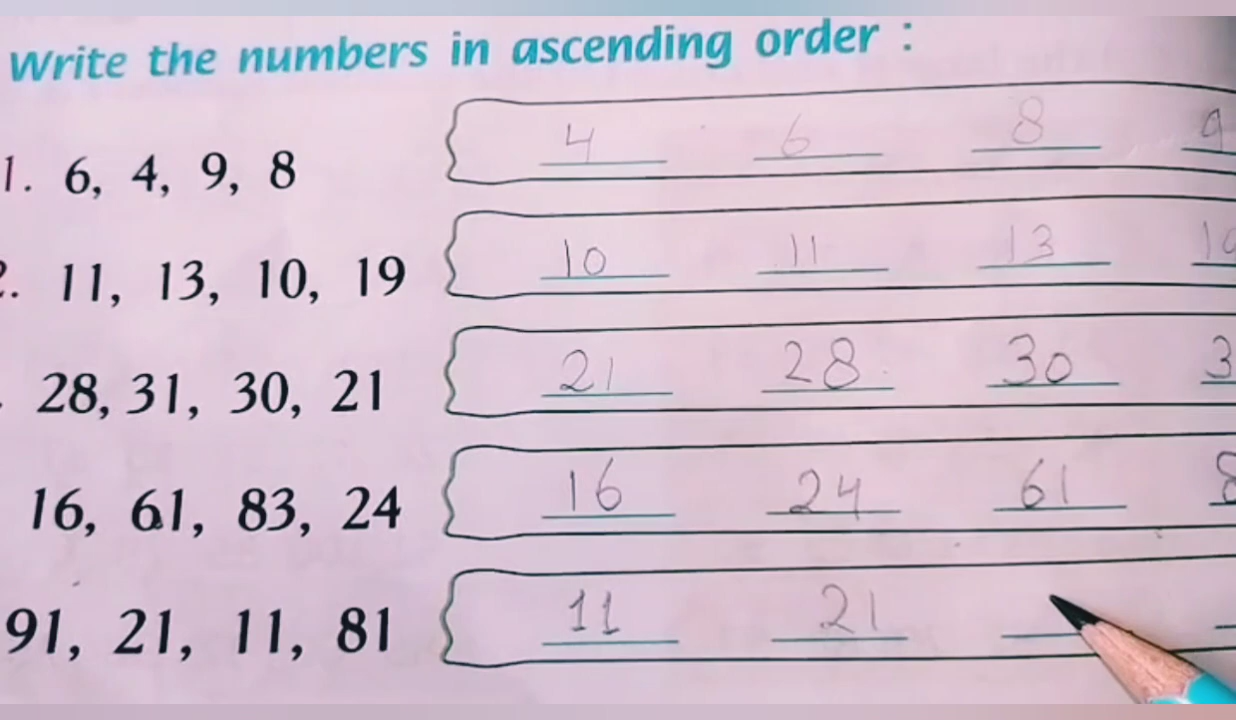 Write the numbers in ascending order :
1. 6, 4, 9, 8 4 6 8 9
11, 13, 10, 19 10 11 13
28, 31, 30, 21 21 28 30 3
16, 61, 83, 24 16 24 61 8
91, 21, 11, 81 11 21